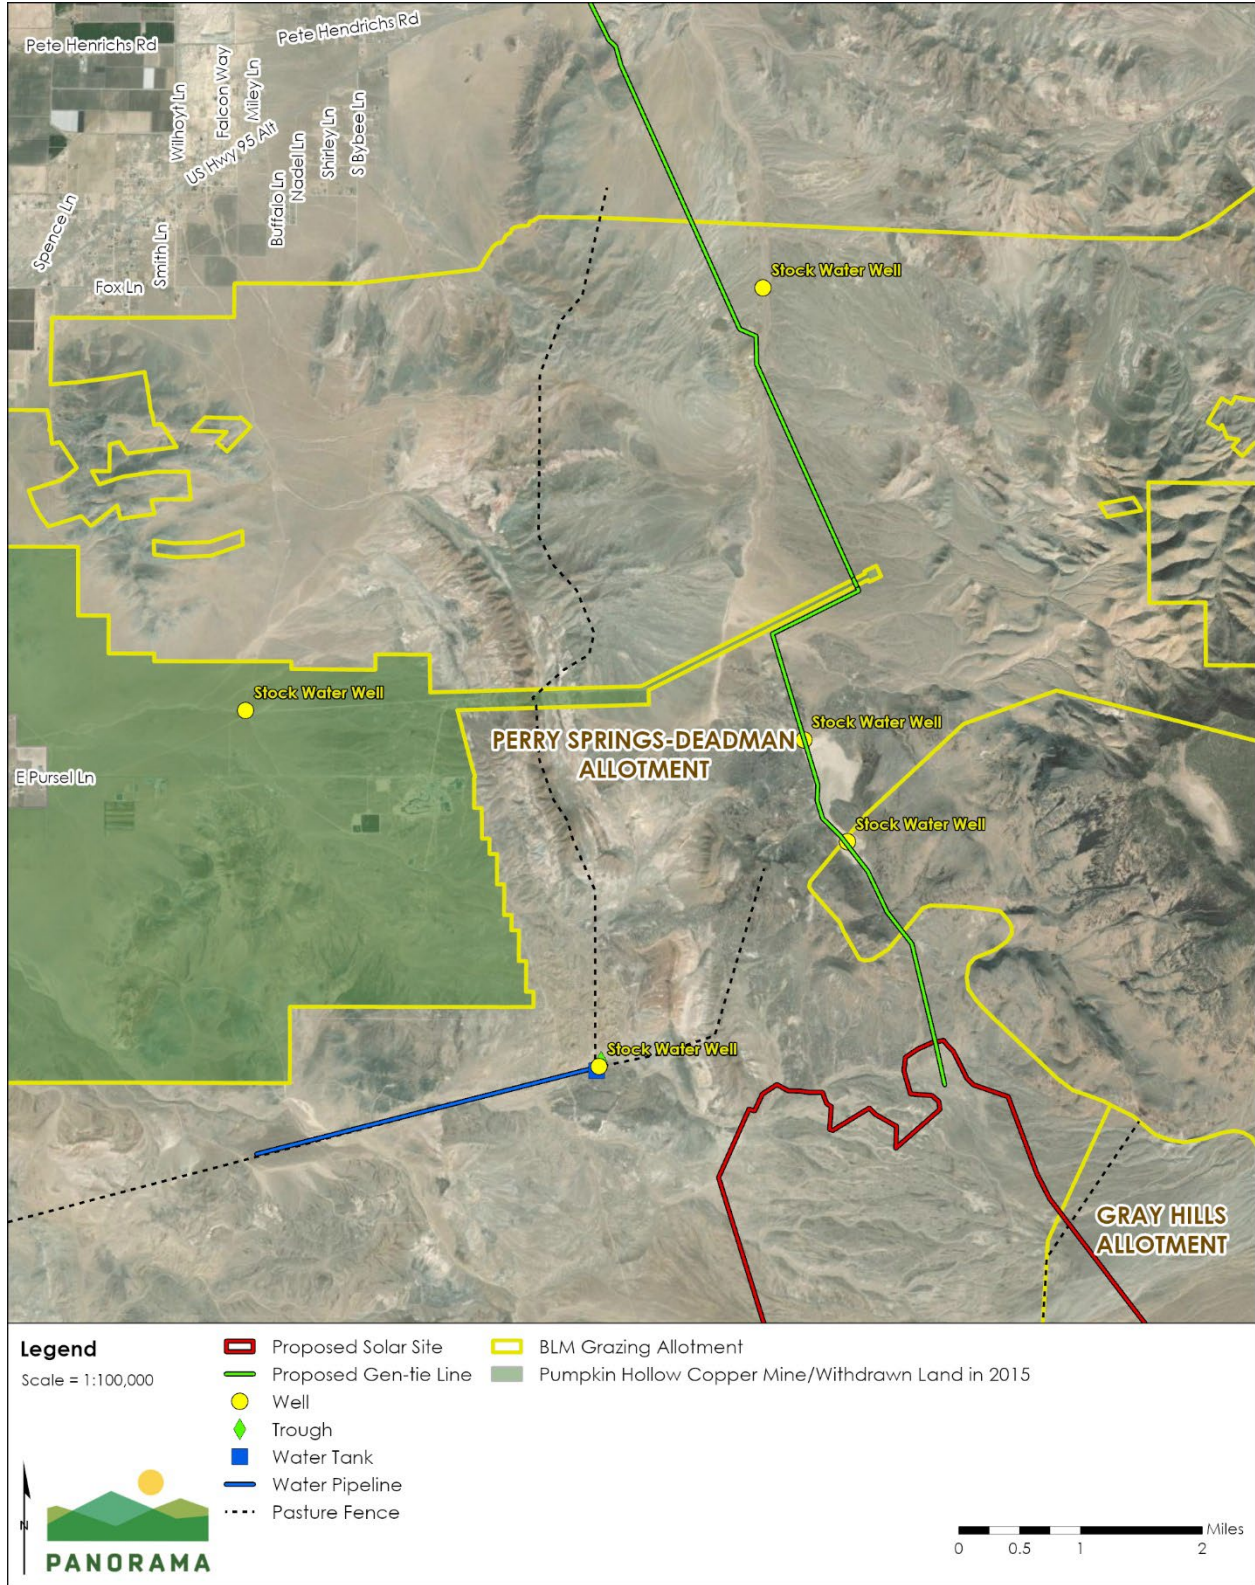 Pete Hendrichs Rd
Pete Henrichs Rd
Wilhoyt Ln
Falcon Way
Miley Ln
US Hwy 95 Alt
Shirley Ln
S Bybee Ln
Nadel Ln
Buffalo Ln
Spence Ln
Smith Ln
Fox Ln
Stock Water Well
Stock Water Well
Stock Water Well
PERRY SPRINGS-DEADMAN
ALLOTMENT
E Pursel Ln
Stock Water Well
Stock Water Well
GRAY HILLS
ALLOTMENT
Legend
Scale = 1:100,000
Proposed Solar Site
Proposed Gen-tie Line
Well
Trough
Water Tank
Water Pipeline
Pasture Fence
BLM Grazing Allotment
Pumpkin Hollow Copper Mine/Withdrawn Land in 2015
N
PANORAMA
Miles
0 0.5 1 2